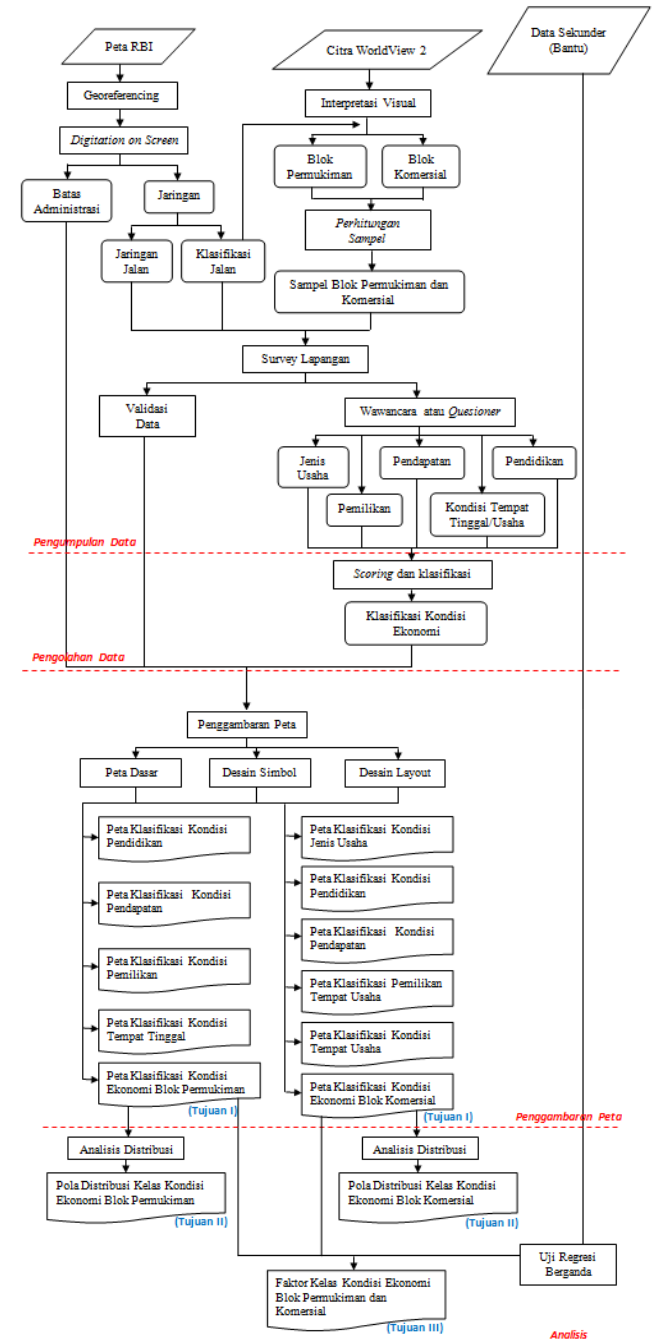 Peta RBI
Citra WorldView 2
Data Sekunder
(Bantu)
Georeferencing
Interpretasi Visual
Digitation on Screen
Blok
Permukiman
Blok
Komersial
Batas
Administrasi
Jaringan
Perhitungan
Sampel
Jaringan
Jalan
Klasifikasi
Jalan
Sampel Blok Permukiman dan
Komersial
Survey Lapangan
Validasi
Data
Wawancara atau Quesioner
Jenis
Usaha
Pendapatan
Pendidikan
Pemilikan
Kondisi Tempat
Tinggal/Usaha
Pengumpulan Data
Scoring dan klasifikasi
Klasifikasi Kondisi
Ekonomi
Pengolahan Data
Penggambaran Peta
Peta Dasar
Desain Simbol
Desain Layout
Peta Klasifikasi Kondisi
Pendidikan
Peta Klasifikasi Kondisi
Pendapatan
Peta Klasifikasi Kondisi
Pemilikan
Peta Klasifikasi Kondisi
Tempat Tinggal
Peta Klasifikasi Kondisi
Ekonomi Blok Permukiman
(Tujuan I)
Peta Klasifikasi Kondisi
Jenis Usaha
Peta Klasifikasi Kondisi
Pendidikan
Peta Klasifikasi Kondisi
Pendapatan
Peta Klasifikasi Pemilikan
Tempat Usaha
Peta Klasifikasi Kondisi
Tempat Usaha
Peta Klasifikasi Kondisi
Ekonomi Blok Komersial
(Tujuan I)
Penggambaran Peta
Analisis Distribusi
Analisis Distribusi
Pola Distribusi Kelas Kondisi
Ekonomi Blok Permukiman
(Tujuan II)
Pola Distribusi Kelas Kondisi
Ekonomi Blok Komersial
(Tujuan II)
Uji Regresi
Berganda
Faktor Kelas Kondisi Ekonomi
Blok Permukiman dan
Komersial
(Tujuan III)
Analisis